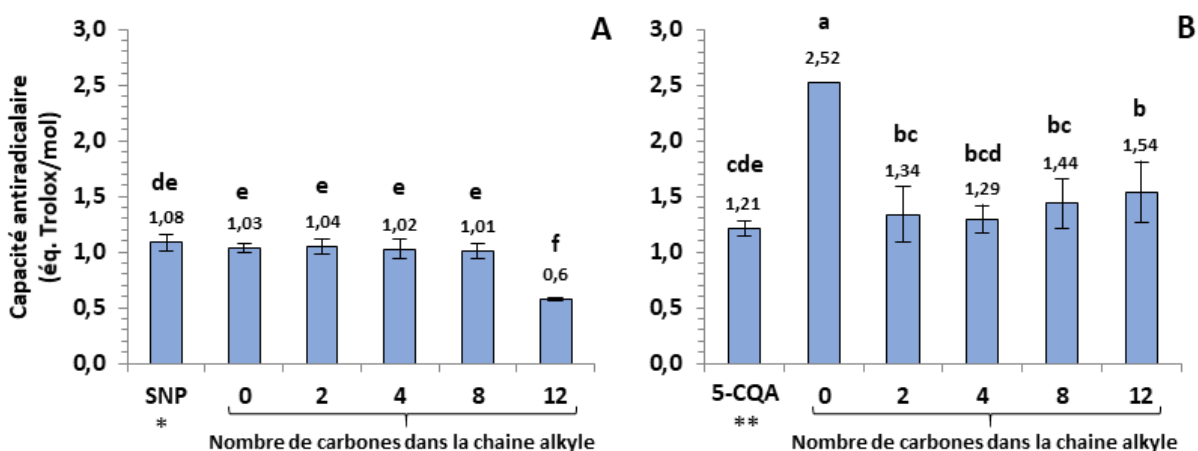 Capacité antiradicalaire
(éq. Trolox/mol)
A
3,0
2,5
2,0
1,5
1,0
0,5
0,0
de
e
e
e
e
f
1,08
1,03
1,04
1,02
1,01
0,6
SNP
0
2
4
8
12
*
Nombre de carbones dans la chaine alkyle
B
3,0
2,5
2,0
1,5
1,0
0,5
0,0
cde
a
bc
bcd
bc
b
1,21
2,52
1,34
1,29
1,44
1,54
5-CQA
0
2
4
8
12
**
Nombre de carbones dans la chaine alkyle